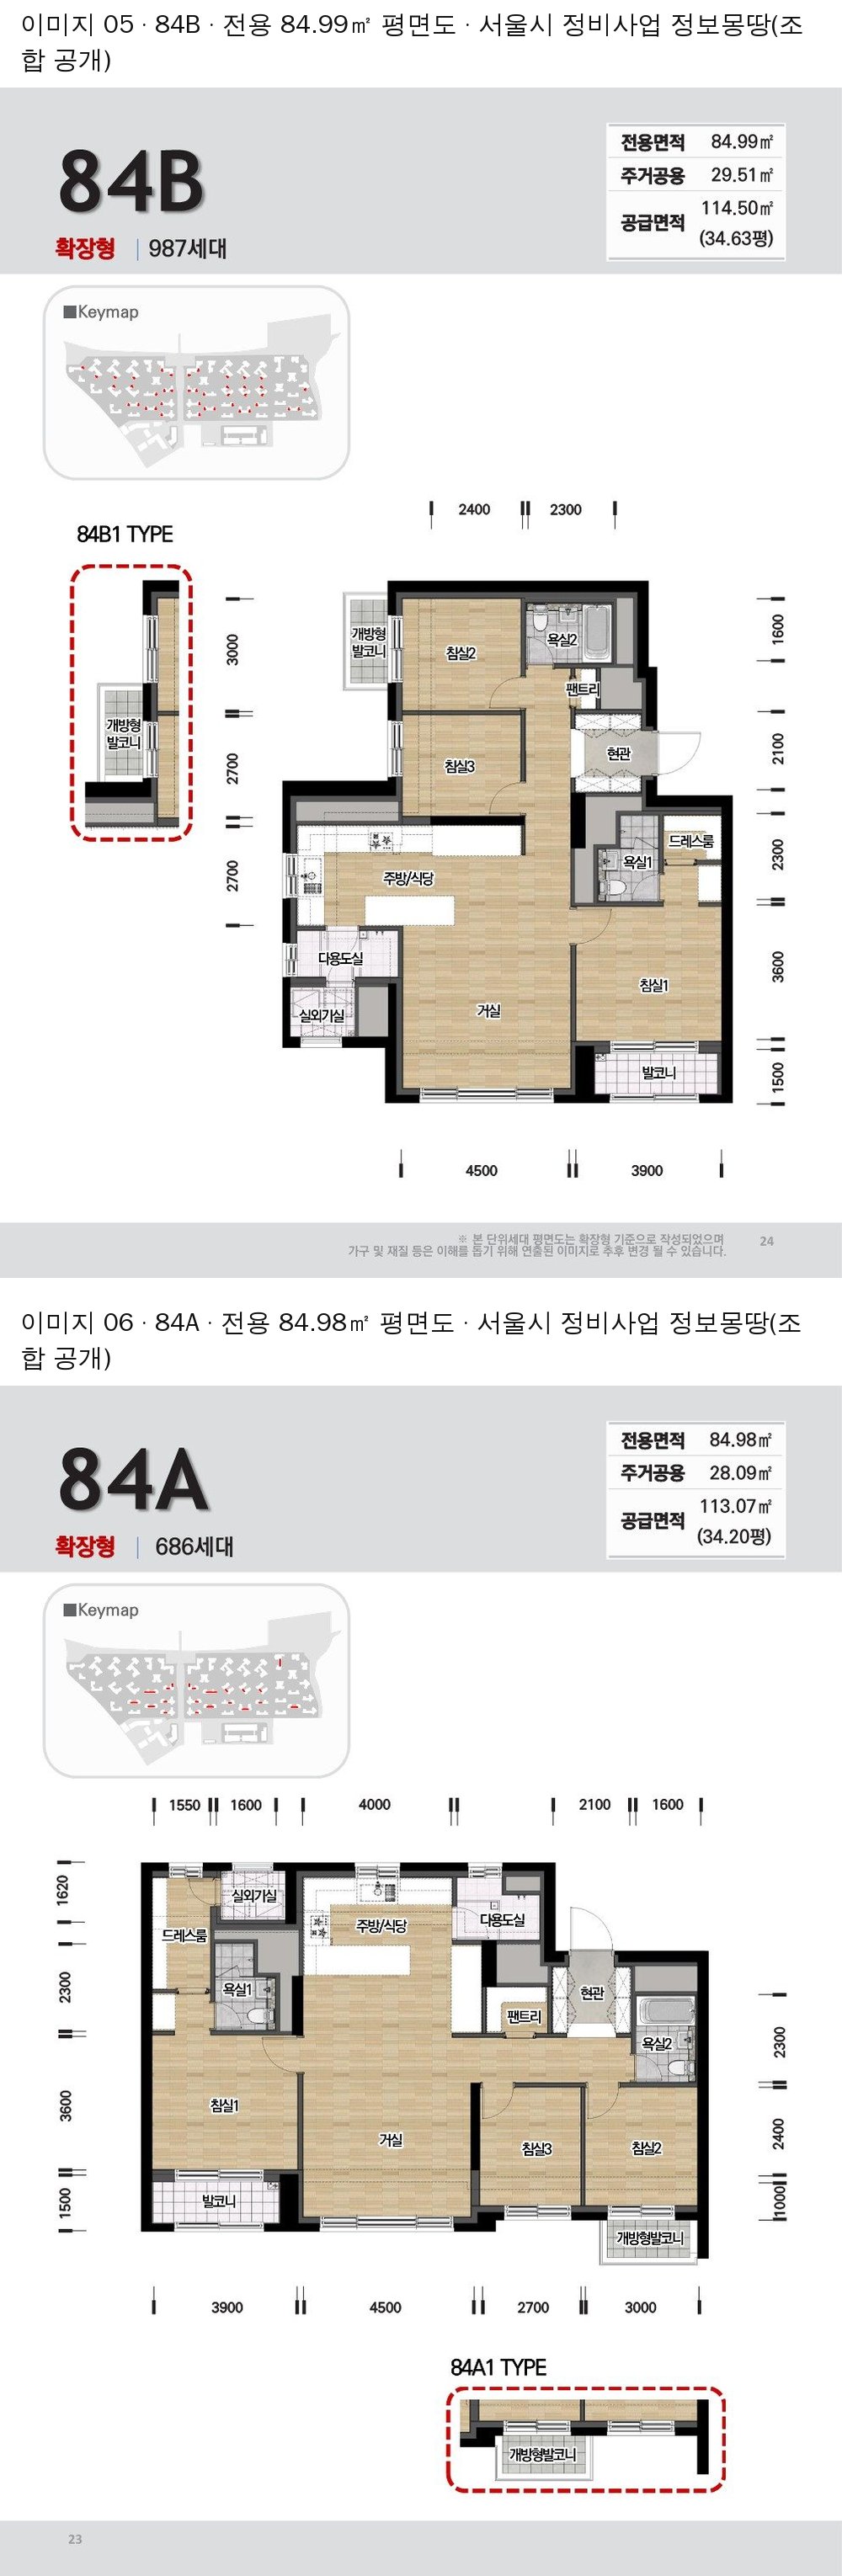 이미지 05 · 84B · 전용 84.99㎡ 평면도 · 서울시 정비사업 정보몽땅(조
합 공개)
84B
확장형 | 987세대
전용면적 84.99㎡
주거공용 29.51㎡
공급면적 114.50㎡
(34.63평)
■Keymap
84B1 TYPE
개방형
발코니
2400 2300
3000
2700
2700
개방형
발코니
침실2
욕실2
팬트리
침실3
현관
주방/식당
욕실1
드레스룸
다용도실
실외기실
거실
침실1
발코니
1600
2100
2300
3600
1500
4500 3900
※ 본 단위세대 평면도는 확장형 기준으로 작성되었으며
가구 및 재질 등은 이해를 돕기 위해 연출된 이미지로 추후 변경 될 수 있습니다.
24
이미지 06 · 84A · 전용 84.98㎡ 평면도 · 서울시 정비사업 정보몽땅(조
합 공개)
84A
확장형 | 686세대
전용면적 84.98㎡
주거공용 28.09㎡
공급면적 113.07㎡
(34.20평)
■Keymap
1550 1600 4000 2100 1600
1620
2300
3600
1500
드레스룸
실외기실
주방/식당
다용도실
욕실1
팬트리
현관
욕실2
침실1
거실
침실3
침실2
발코니
개방형발코니
2300
2400
1000
3900 4500 2700 3000
84A1 TYPE
개방형발코니
23